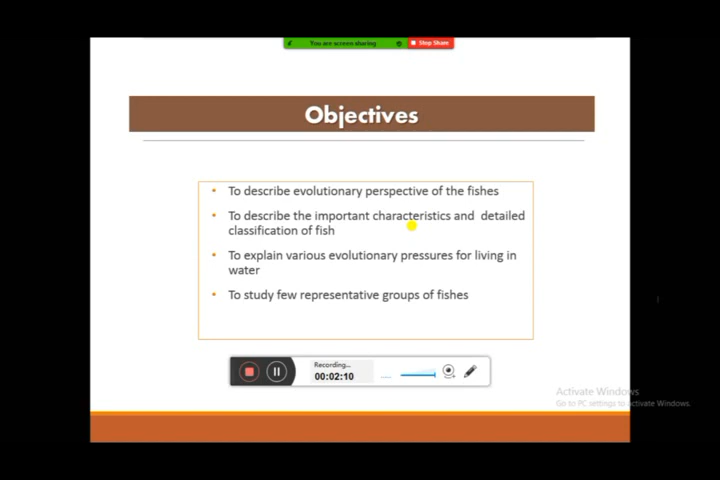 You are screen sharing
Stop Share
Objectives
• To describe evolutionary perspective of the fishes
• To describe the important characteristics and detailed
classification of fish
• To explain various evolutionary pressures for living in
water
• To study few representative groups of fishes
Recording...
00:02:10
Activate Windows
Go to PC settings to activate Windows.